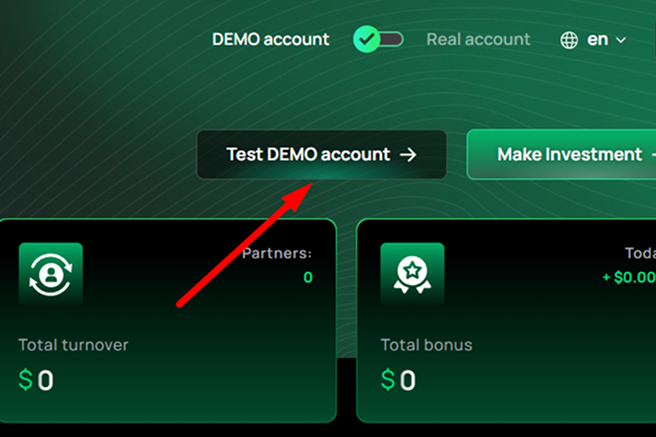 DEMO account Real account en
Test DEMO account Make Investment
Partners:
0
Total turnover
$0
Toda
+ $0.00
Total bonus
$0